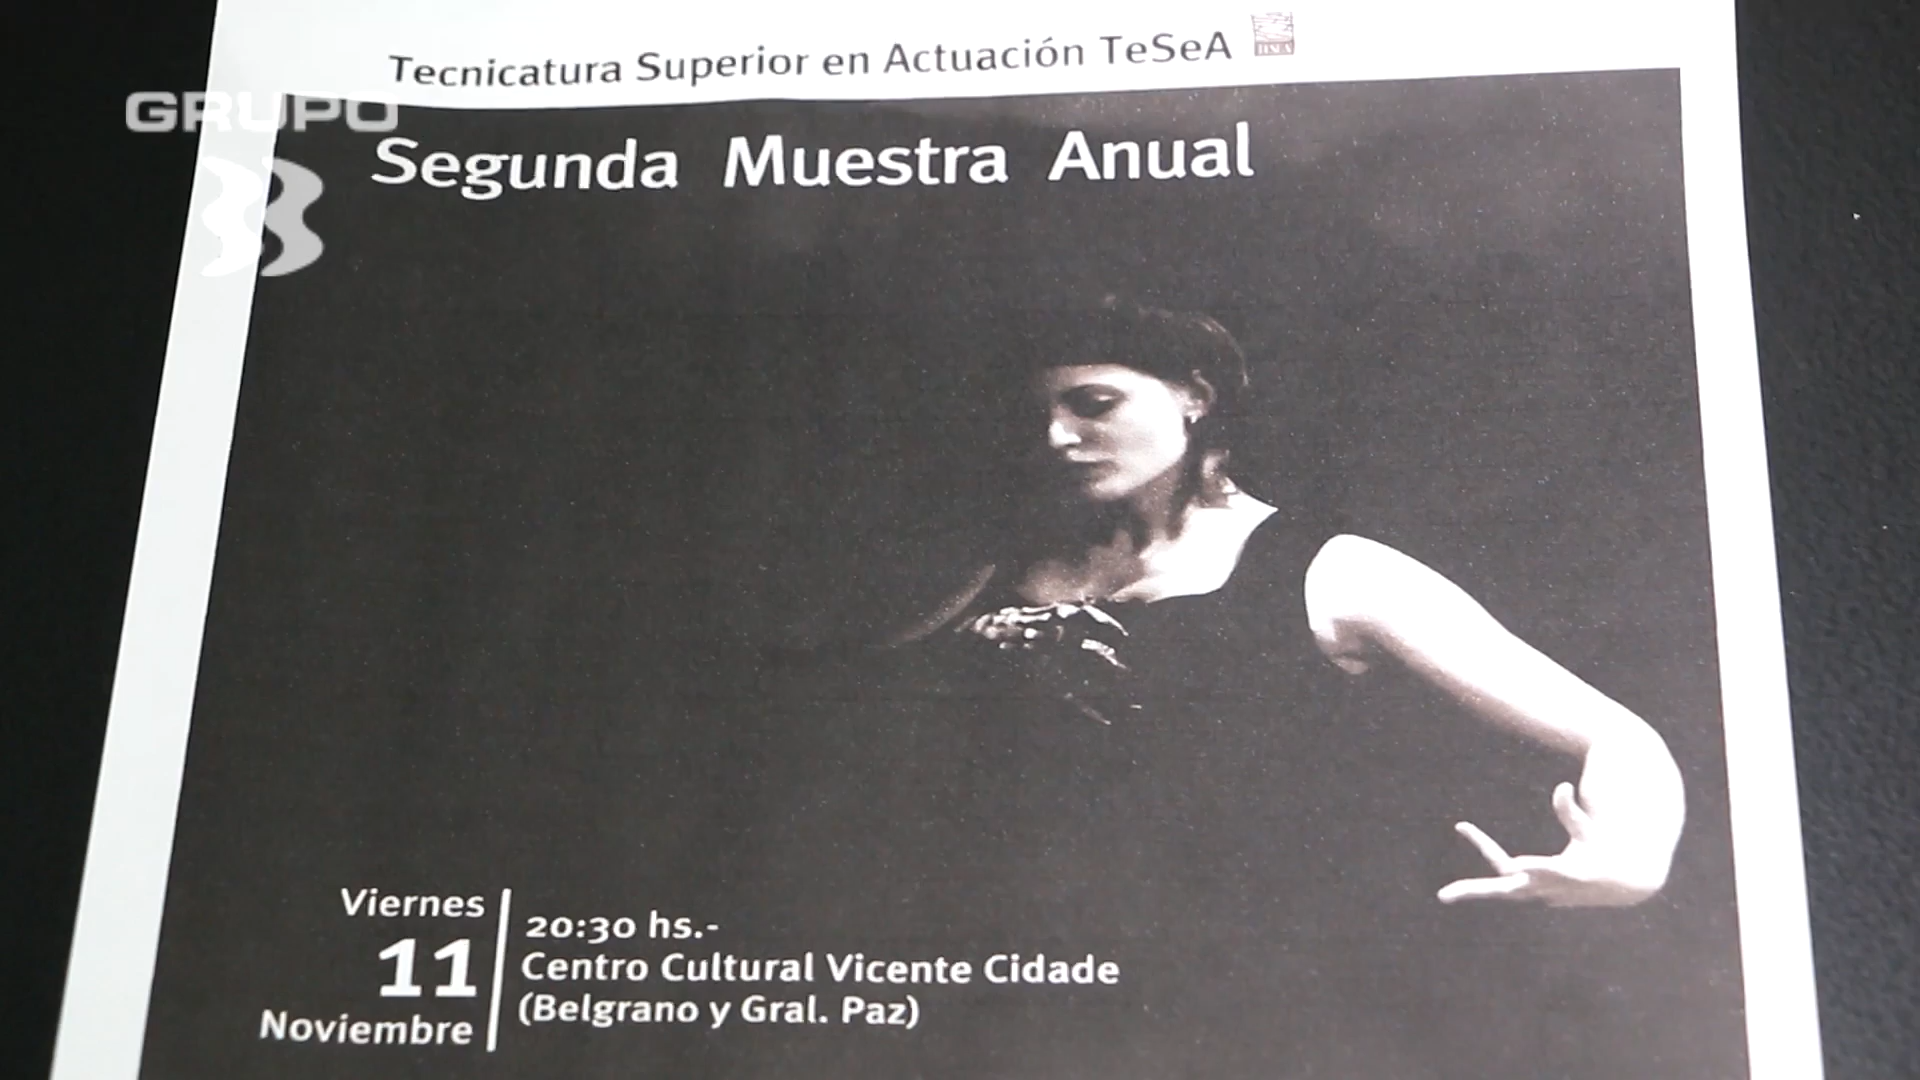 Tecnicatura Superior en Actuación TeSeA
TESEA
GRUPO
Segunda Muestra Anual
Viernes
11
Noviembre
20:30 hs.-
Centro Cultural Vicente Cidade
(Belgrano y Gral. Paz)